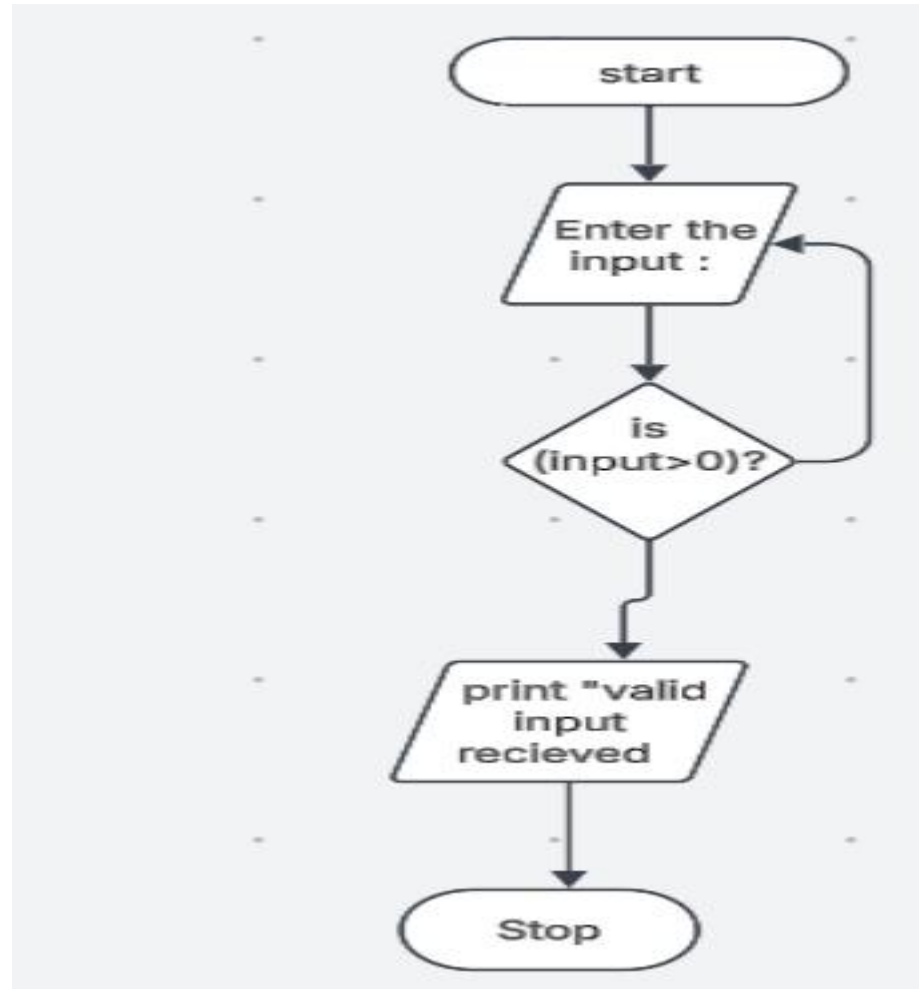 start
Enter the
input :
is
(input>0)?
print "valid
input
recieved
Stop